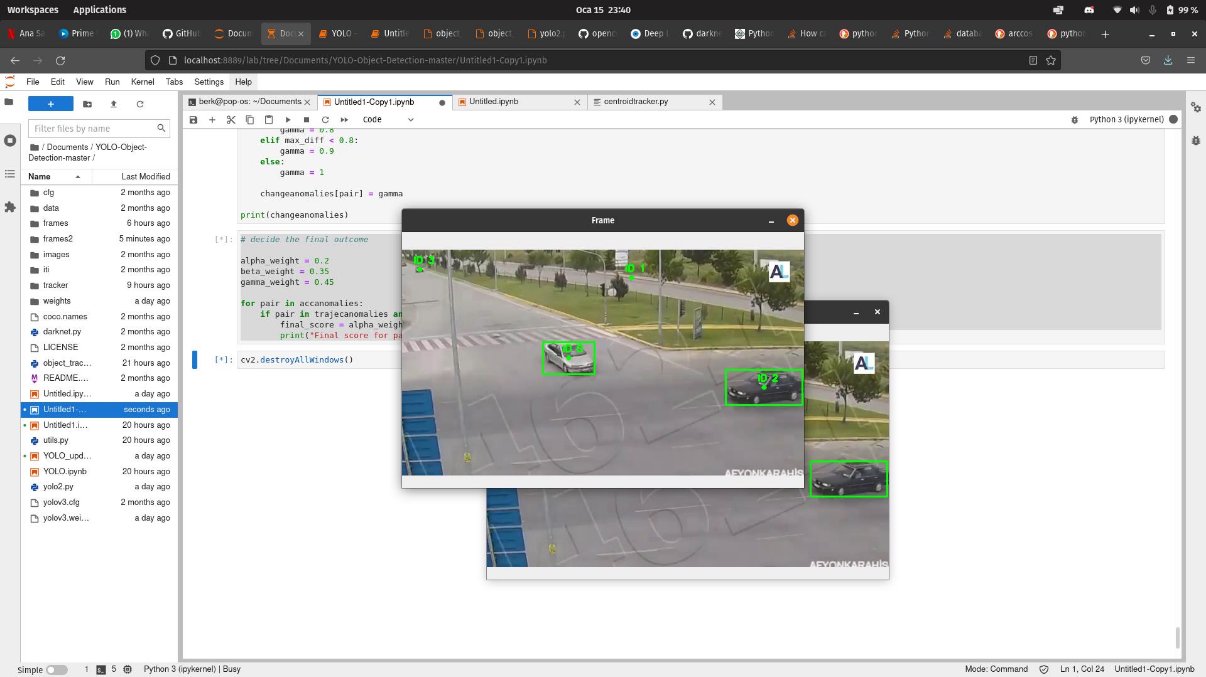 Workspaces Applications Oca 15 23:40 99 %
Ana Sa Prime (1) Wha GitHub Docum Docu YOLO - Untitle object object_ yolo2.p openc Deep L darkne Python How ca python Python databa arccos python
localhost:8889/lab/tree/Documents/YOLO-Object-Detection-master/Untitled1-Copy1.ipynb
File Edit View Run Kernel Tabs Settings Help
berk@pop-os: ~/Documents Untitled1-Copy1.ipynb Untitled.ipynb centroidtracker.py
Code Python 3 (ipykernel)
Filter files by name
/ Documents / YOLO-Object-
Detection-master /
Name Last Modified
cfg 2 months ago
data 2 months ago
frames 6 hours ago
frames2 5 minutes ago
images 2 months ago
iti 2 months ago
tracker 9 hours ago
weights a day ago
coco.names 2 months ago
darknet.py 2 months ago
LICENSE 2 months ago
object_trac... 21 hours ago
README.... 2 months ago
Untitled.ipy... a day ago
Untitled1-... seconds ago
Untitled1.i... 20 hours ago
utils.py 2 months ago
YOLO_upd... a day ago
YOLO.ipynb 20 hours ago
yolo2.py a day ago
yolov3.cfg 2 months ago
yolov3.wei... a day ago
gamma = 0.8
elif max_diff < 0.8:
gamma = 0.9
else:
gamma = 1
changeanomalies[pair] = gamma
print(changeanomalies)
[*]: # decide the final outcome
alpha_weight = 0.2
beta_weight = 0.35
gamma_weight = 0.45
for pair in accanomalies:
if pair in trajecanomalies an
final_score = alpha_weigh
print("Final score for pa
[*]: cv2.destroyAllWindows()
Frame
ID 3
ID 1
AL
ID 2
AFYONKARAHİS
AL
AFYONKARAHİS
Simple 1 5 Python 3 (ipykernel) | Busy Mode: Command Ln 1, Col 24 Untitled1-Copy1.ipynb